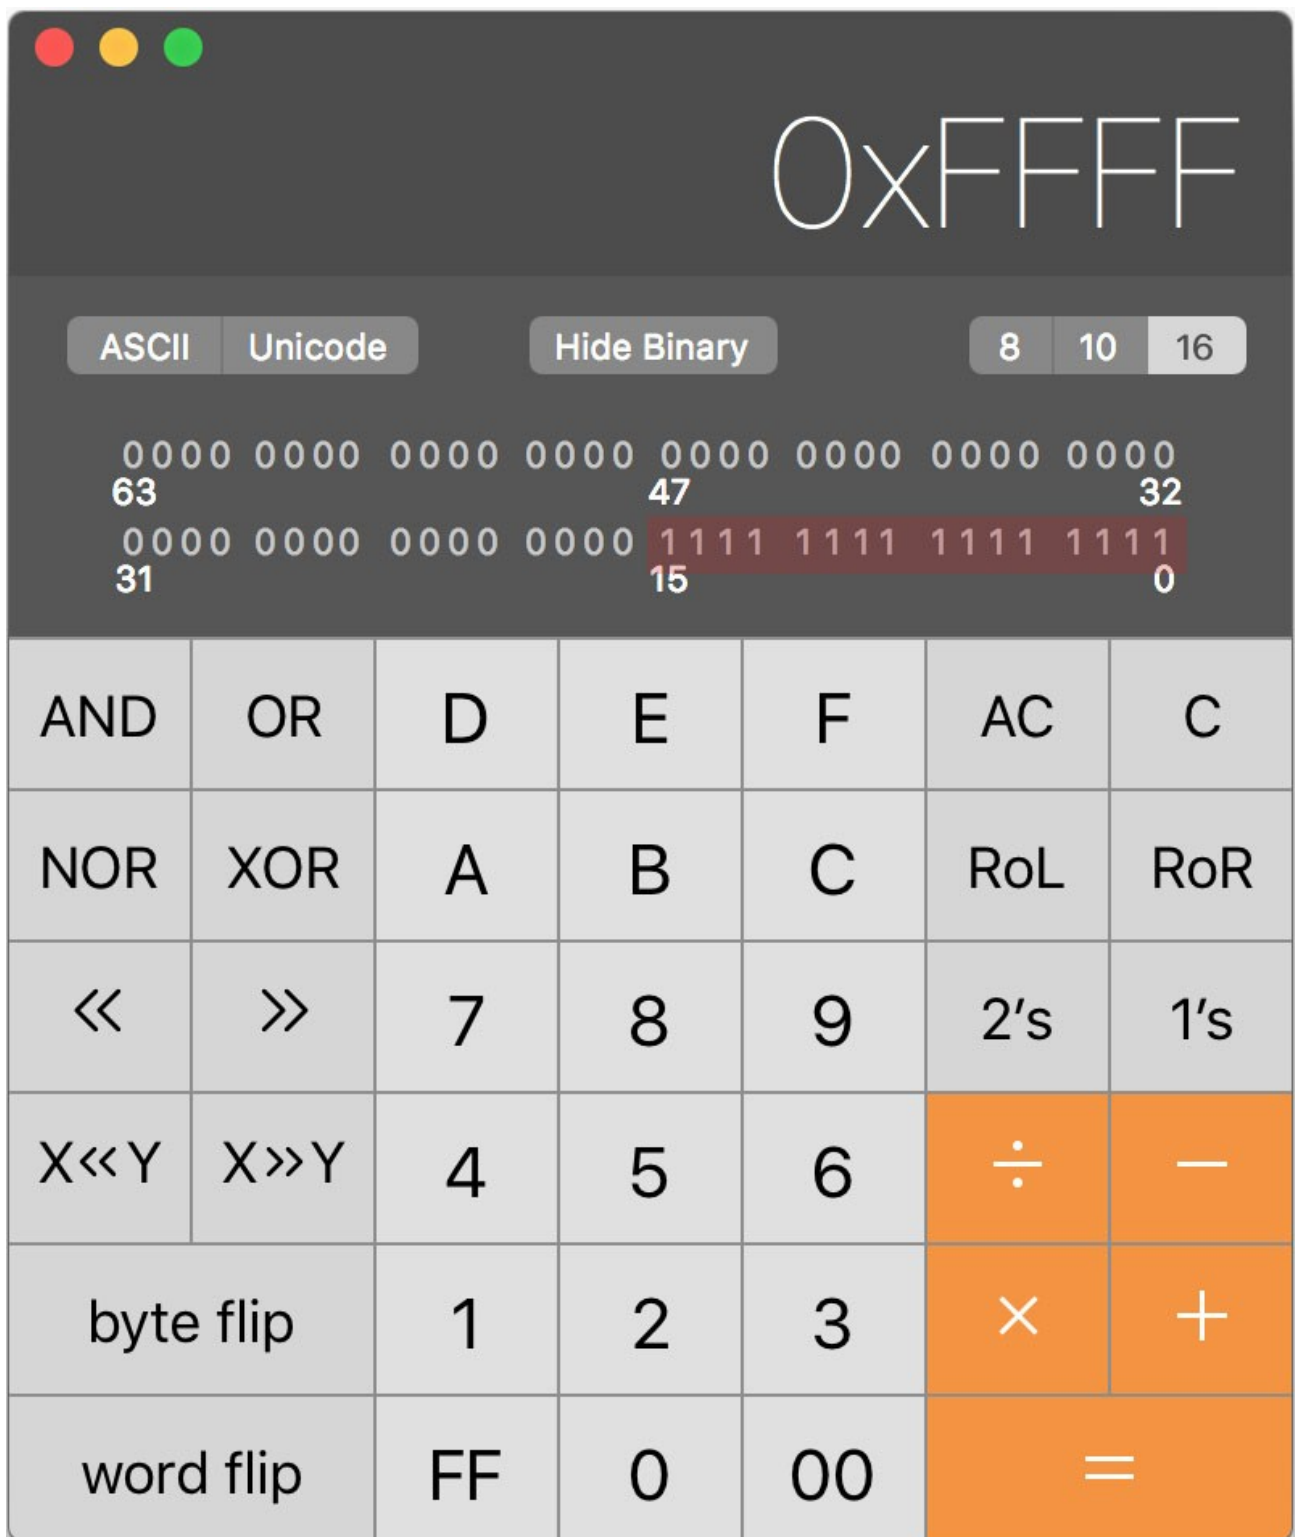 0xFFFF
ASCII Unicode Hide Binary 8 10 16
0000 0000 0000 0000 0000 0000 0000 0000
63 47 32
0000 0000 0000 0000 1111 1111 1111 1111
31 15 0
AND OR D E F AC C
NOR XOR A B C RoL RoR
« » 7 8 9 2's 1's
X«Y X»Y 4 5 6 ÷ −
byte flip 1 2 3 × +
word flip FF 0 00 =